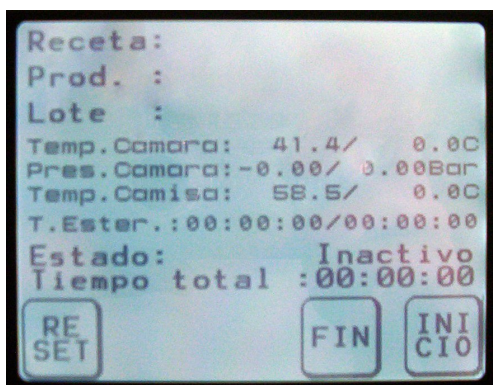 Receta:
Prod. :
Lote :
Temp.Camara: 41.4/ 0.0C
Pres.Camara:-0.00/ 0.00Bar
Temp.Camisa: 58.5/ 0.0C
T.Ester.:00:00:00/00:00:00
Estado: Inactivo
Tiempo total :00:00:00
RE
SET
FIN
INI
CIO